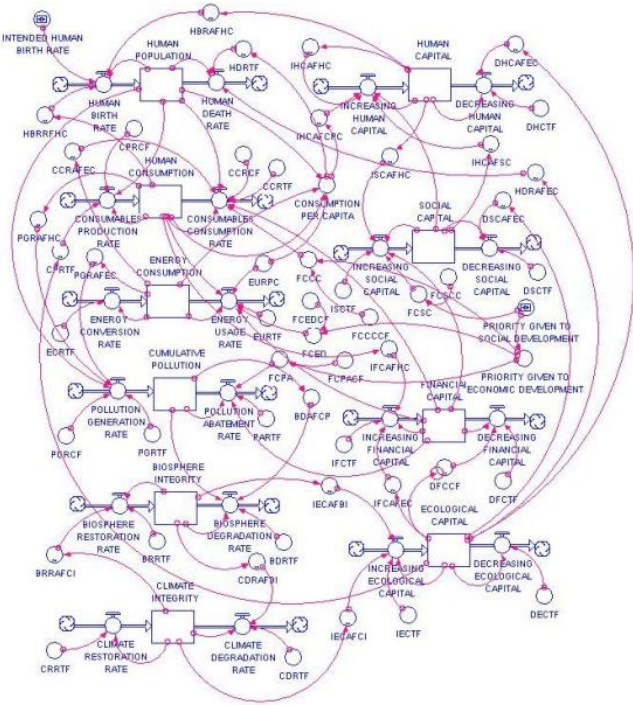 INTENDED HUMAN
BIRTH RATE
HBRAFHC
HUMAN
POPULATION
HDRTF
IHCAFHC
HUMAN
CAPITAL
DHCAFEC
HBRRFHC
HUMAN
BIRTH
RATE
HUMAN
DEATH
RATE
IHCAFCPC
INCREASING
HUMAN
CAPITAL
DECREASING
HUMAN
CAPITAL
DHCTF
CPRCF
CCRAFEC
HUMAN
CONSUMPTION
CCRCF
CCRTF
ISCAFHC
IHCAFSC
HDRAFEC
PGRAFHC
CONSUMABLES
PRODUCTION
RATE
CONSUMABLES
CONSUMPTION
RATE
CONSUMPTION
PER CAPITA
SOCIAL
CAPITAL
DSCAFEC
CPRTF
PGRAFEC
ENERGY
CONSUMPTION
EURPC
FCCC
INCREASING
SOCIAL CAPITAL
DECREASING
SOCIAL CAPITAL
ISCTF
FCSCC
FCSC
DSCTF
ECRTF
ENERGY
CONVERSION
RATE
ENERGY
USAGE
RATE
EURTF
FCEDCF
FCED
FCCCCF
IFCAFHC
PRIORITY GIVEN TO
SOCIAL DEVELOPMENT
CUMULATIVE
POLLUTION
FCPA
FCPACF
PRIORITY GIVEN TO
ECONOMIC DEVELOPMENT
FINANCIAL
CAPITAL
POLLUTION
GENERATION
RATE
POLLUTION
ABATEMENT
RATE
BDAFCP
PARTF
PGRCF
PGRTF
IFCTF
INCREASING
FINANCIAL
CAPITAL
DECREASING
FINANCIAL
CAPITAL
BIOSPHERE
INTEGRITY
IECAFBI
IFCAFEC
DFCCF
DFCTF
ECOLOGICAL
CAPITAL
BIOSPHERE
RESTORATION
RATE
BRRTF
BIOSPHERE
DEGRADATION
RATE
BDRTF
BRRAFCI
CDRAFBI
INCREASING
ECOLOGICAL
CAPITAL
DECREASING
ECOLOGICAL
CAPITAL
CLIMATE
INTEGRITY
IECAFCI
IECTF
DECTF
CRRTF
CLIMATE
RESTORATION
RATE
CLIMATE
DEGRADATION
RATE
CDRTF